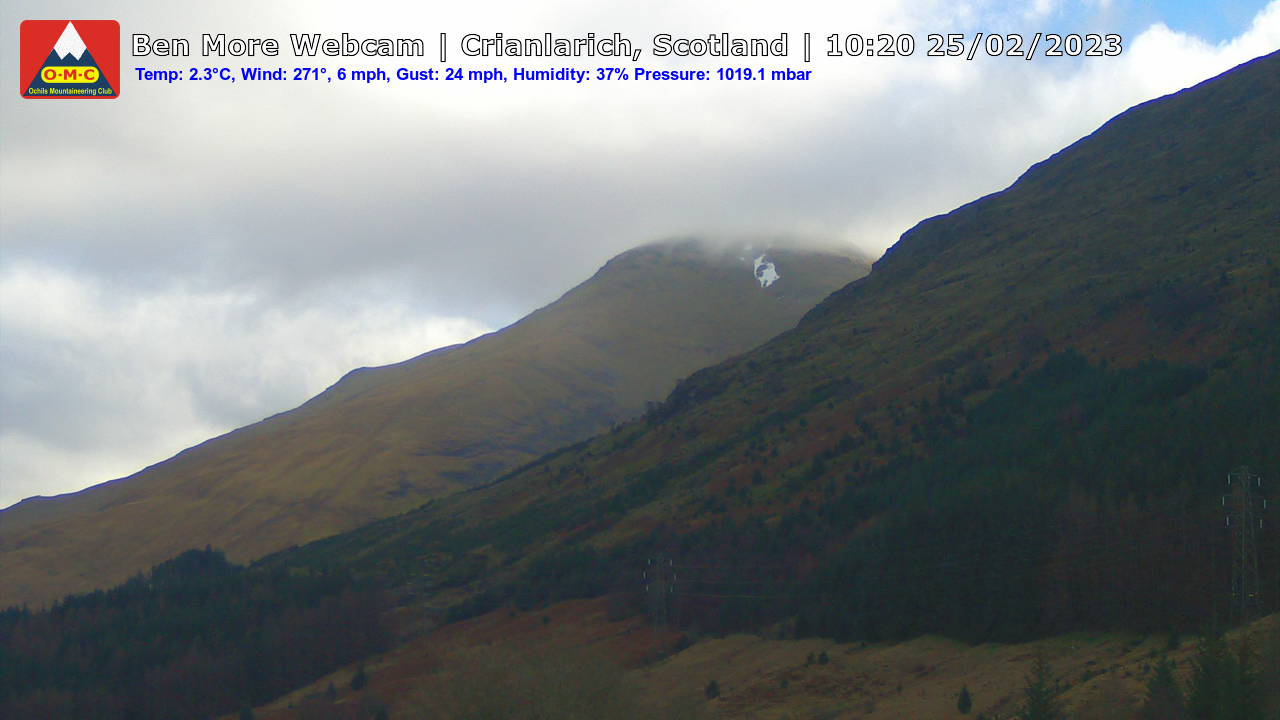 Ben More Webcam | Crianlarich, Scotland | 10:20 25/02/2023
Temp: 2.3°C, Wind: 271°, 6 mph, Gust: 24 mph, Humidity: 37% Pressure: 1019.1 mbar
O-M-C
Ochils Mountaineering Club